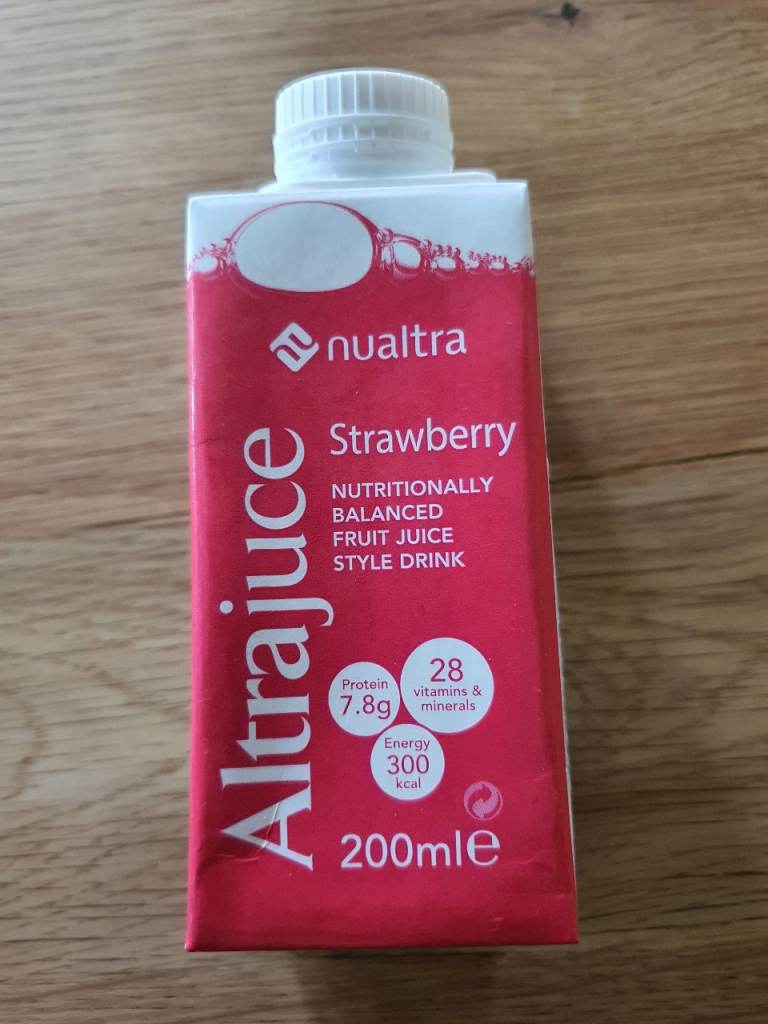 nualtra
Altrajuce
Strawberry
NUTRITIONALLY
BALANCED
FRUIT JUICE
STYLE DRINK
Protein
7.8g
28
vitamins &
minerals
Energy
300
kcal
200ml℮